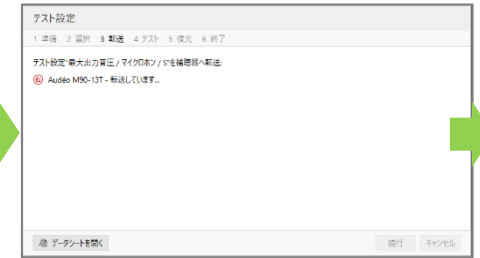 テスト設定
1 準備 2 選択 3 転送 4 テスト 5 復元 6 終了
テスト設定"最大出力音圧 / マイクロホン / S"を補聴器へ転送:
Audéo M90-13T - 転送しています...
データシートを開く 続行 キャンセル